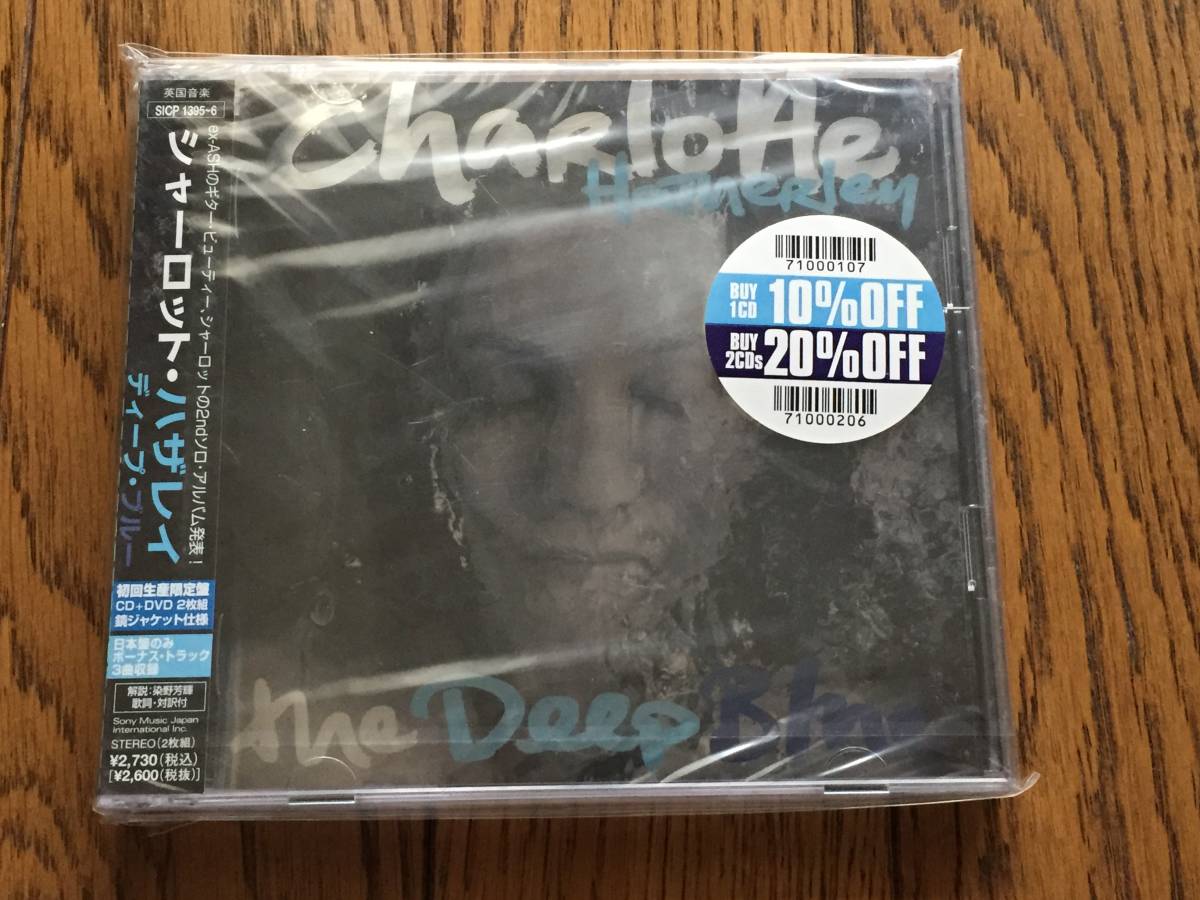 英国音楽
SICP 1395~6
ex-ASHのギター・ビューティー、シャーロットの2ndソロ・アルバム発表！
シャーロット・ハザレイ
ディープ・ブルー
初回生産限定盤
CD+DVD 2枚組
鏡ジャケット仕様
日本盤のみ
ボーナス・トラック
3曲収録
解説:染野芳輝
歌詞・対訳付
Sony Music Japan
International Inc.
STEREO(2枚組)
¥2,730(税込)
[¥2,600(税抜)]
Charlotte
Hatherley
71000107
BUY
1CD
10%OFF
BUY
2CDs
20%OFF
71000206
the Deep Blue